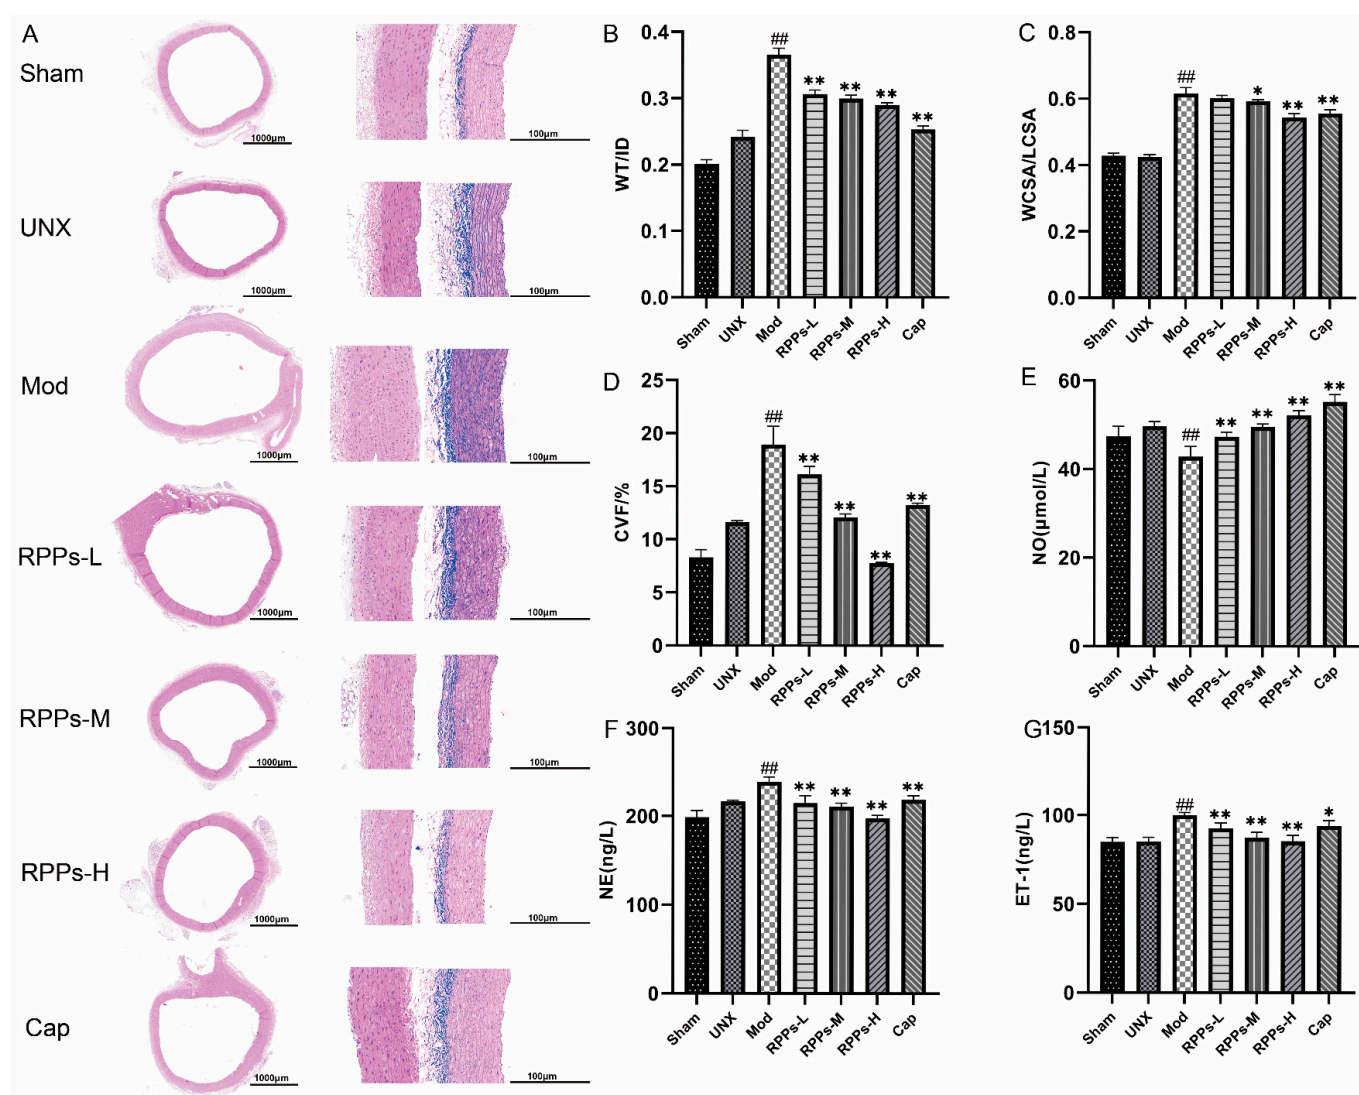 A
Sham
1000μm
100μm
UNX
1000μm
100μm
Mod
1000μm
100μm
RPPs-L
1000μm
100μm
RPPs-M
1000μm
100μm
RPPs-H
1000μm
100μm
Cap
1000μm
100μm
B
WT/ID
0.4
0.3
0.2
0.1
0.0
##
**
**
**
**
Sham
UNX
Mod
RPPs-L
RPPs-M
RPPs-H
Cap
C
WCSA/LCSA
0.8
0.6
0.4
0.2
0.0
##
*
**
**
Sham
UNX
Mod
RPPs-L
RPPs-M
RPPs-H
Cap
D
CVF/%
25
20
15
10
5
0
##
**
**
**
**
Sham
UNX
Mod
RPPs-L
RPPs-M
RPPs-H
Cap
E
NO(μmol/L)
60
40
20
0
##
**
**
**
**
Sham
UNX
Mod
RPPs-L
RPPs-M
RPPs-H
Cap
F
NE(ng/L)
300
200
100
0
##
**
**
**
**
Sham
UNX
Mod
RPPs-L
RPPs-M
RPPs-H
Cap
G
ET-1(ng/L)
150
100
50
0
##
**
**
**
*
Sham
UNX
Mod
RPPs-L
RPPs-M
RPPs-H
Cap